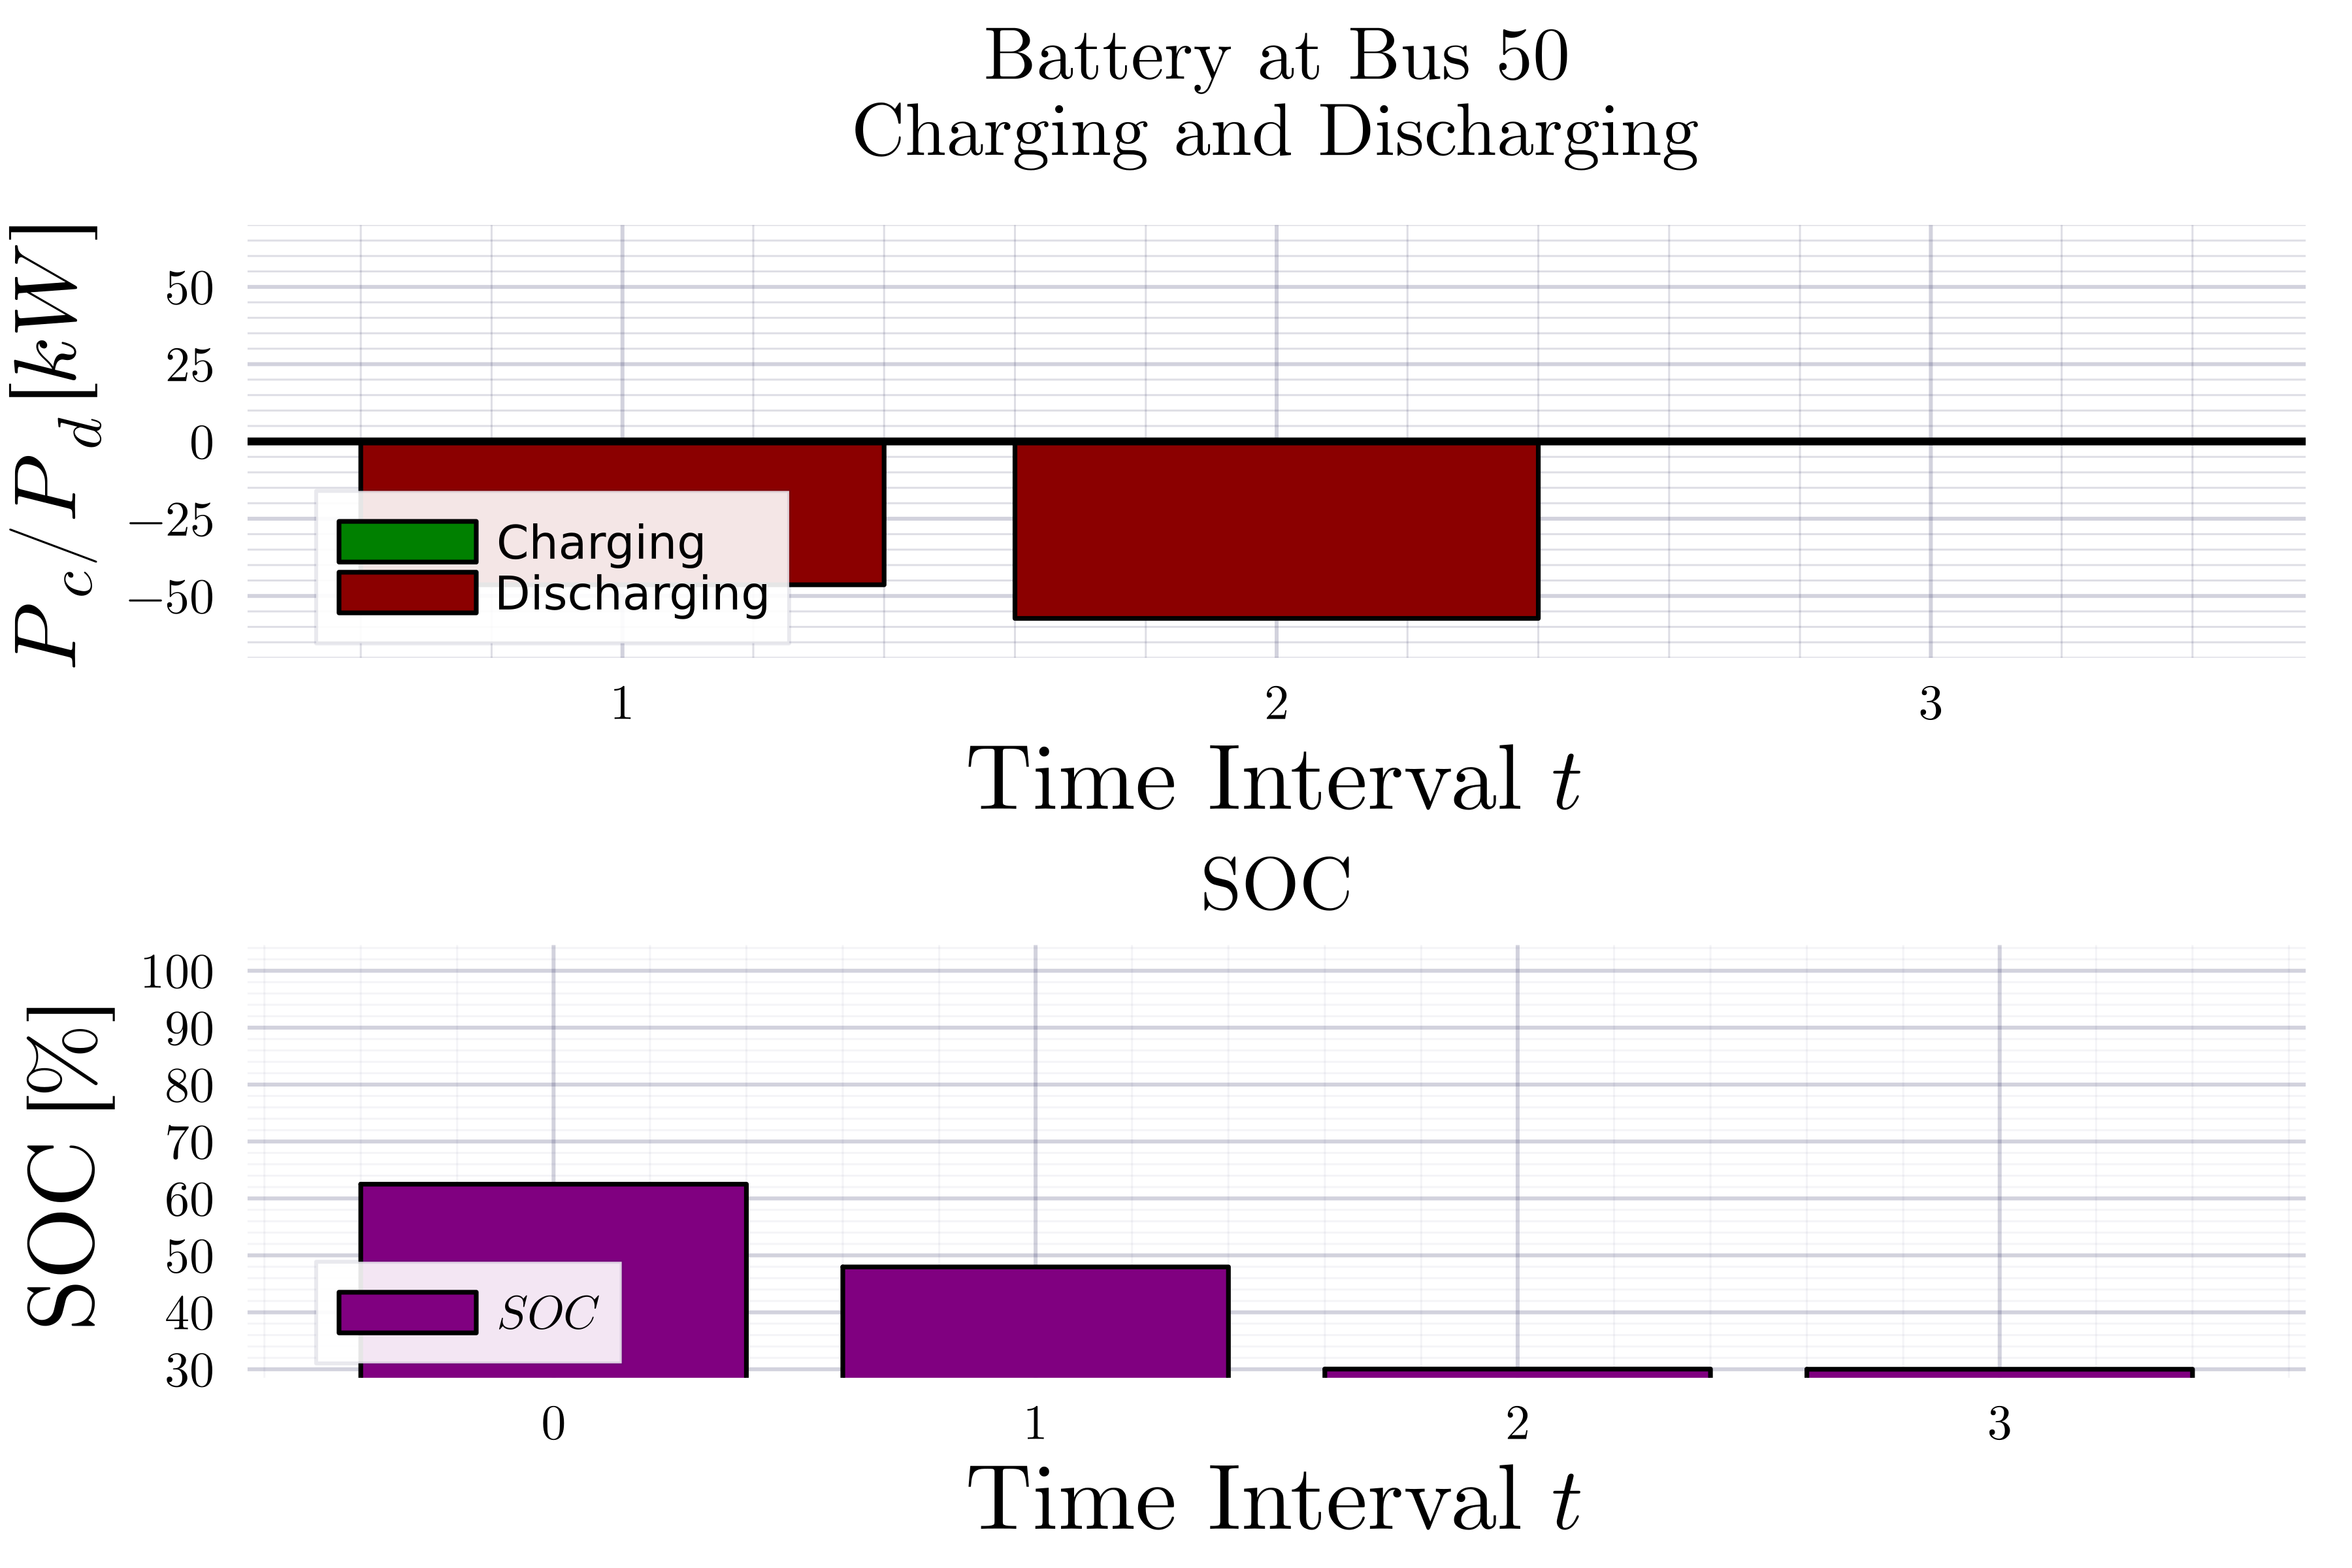 Battery at Bus 50
Charging and Discharging
P_c/P_d [kW]
50
25
0
−25
−50
Charging
Discharging
1 2 3
Time Interval t
SOC
SOC [%]
100
90
80
70
60
50
40
30
SOC
0 1 2 3
Time Interval t